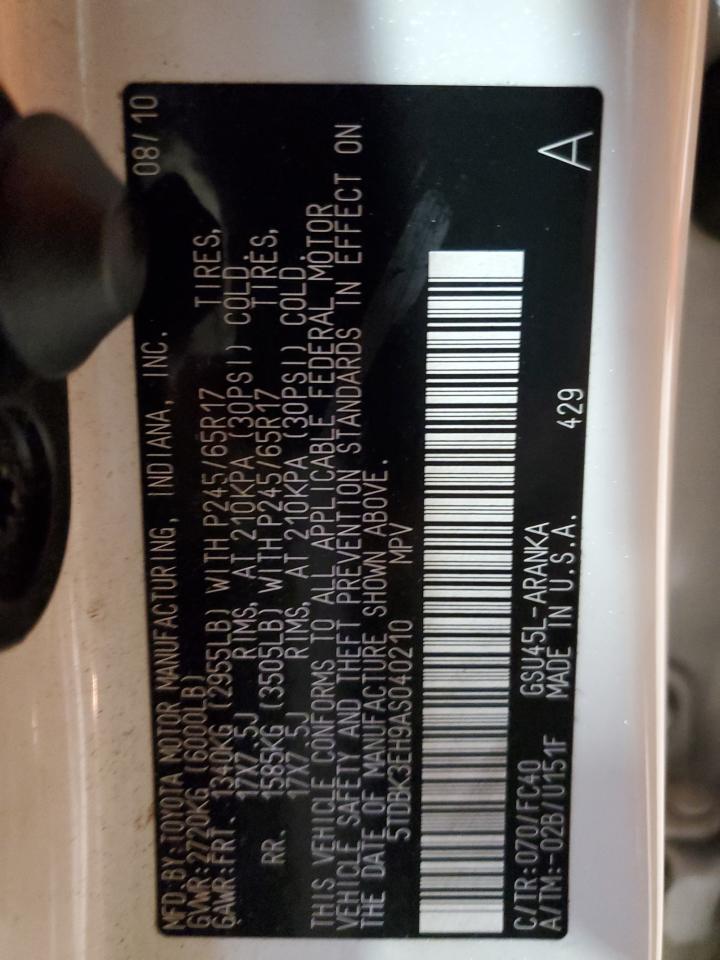 MFD.BY:TOYOTA MOTOR MANUFACTURING, INDIANA, INC. 08/10
GVWR:2720KG (6000LB)
GAWR:FRT. 1340KG (2955LB) WITH P245/65R17 TIRES,
17X7.5J RIMS, AT 210KPA (30PSI) COLD.
RR. 1585KG (3505LB) WITH P245/65R17 TIRES,
17X7.5J RIMS, AT 210KPA (30PSI) COLD.
THIS VEHICLE CONFORMS TO ALL APPLICABLE FEDERAL MOTOR
VEHICLE SAFETY AND THEFT PREVENTION STANDARDS IN EFFECT ON
THE DATE OF MANUFACTURE SHOWN ABOVE.
5TDBK3EH9AS040210 MPV
C/TR:070/FC40 GSU45L-ARANKA A
A/TM:-02B/U151F MADE IN U.S.A. 429